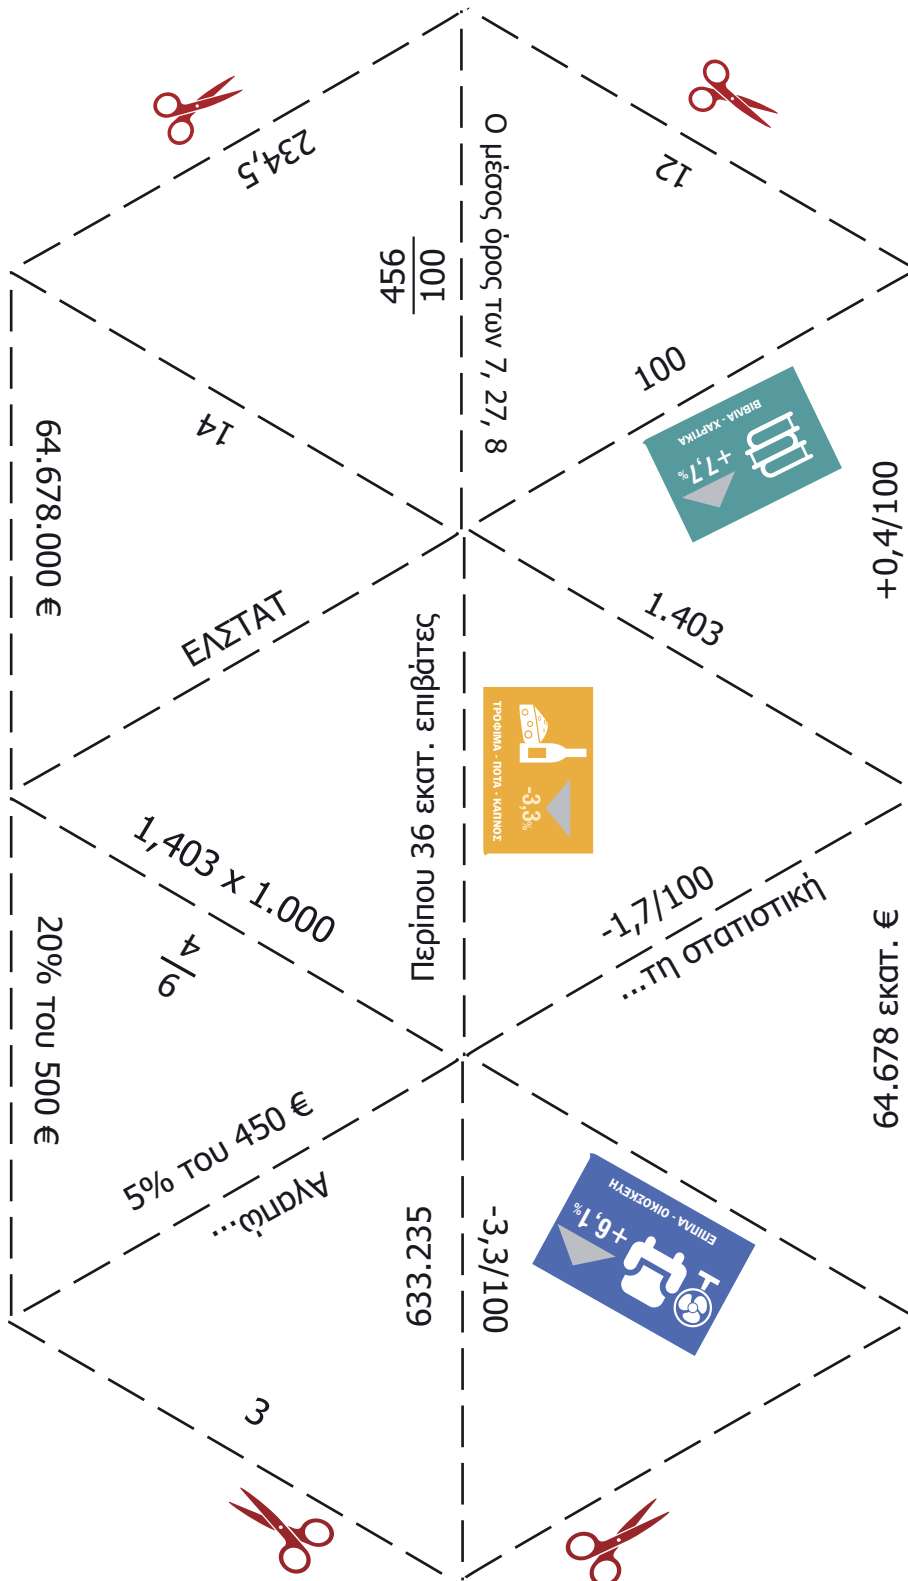 234,5
12
Ο μέσος όρος των 7, 27, 8
456
100
100
14
ΒΙΒΛΙΑ - ΧΑΡΤΙΚΑ
+7,7%
64.678.000 €
+0,4/100
ΕΛΣΤΑΤ
1.403
Περίπου 36 εκατ. επιβάτες
ΤΡΟΦΙΜΑ - ΠΟΤΑ - ΚΑΠΝΟΣ
-3,3%
1,403 x 1.000
9
4
-1,7/100
...τη στατιστική
20% του 500 €
64.678 εκατ. €
5% του 450 €
Αγαπώ...
633.235
-3,3/100
ΕΠΙΠΛΑ - ΟΙΚΟΣΚΕΥΗ
+6,1%
3